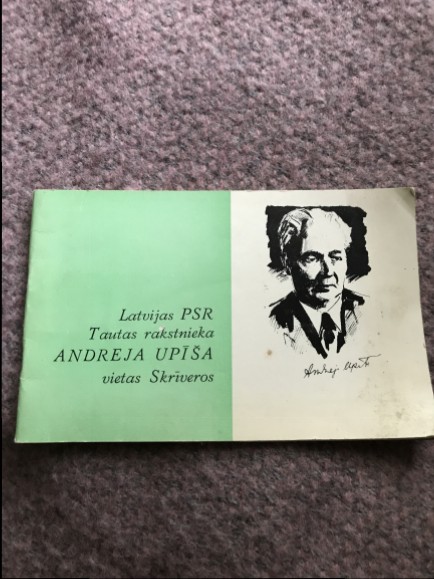 Latvijas PSR
Tautas rakstnieka
ANDREJA UPĪŠA
vietas Skrīveros